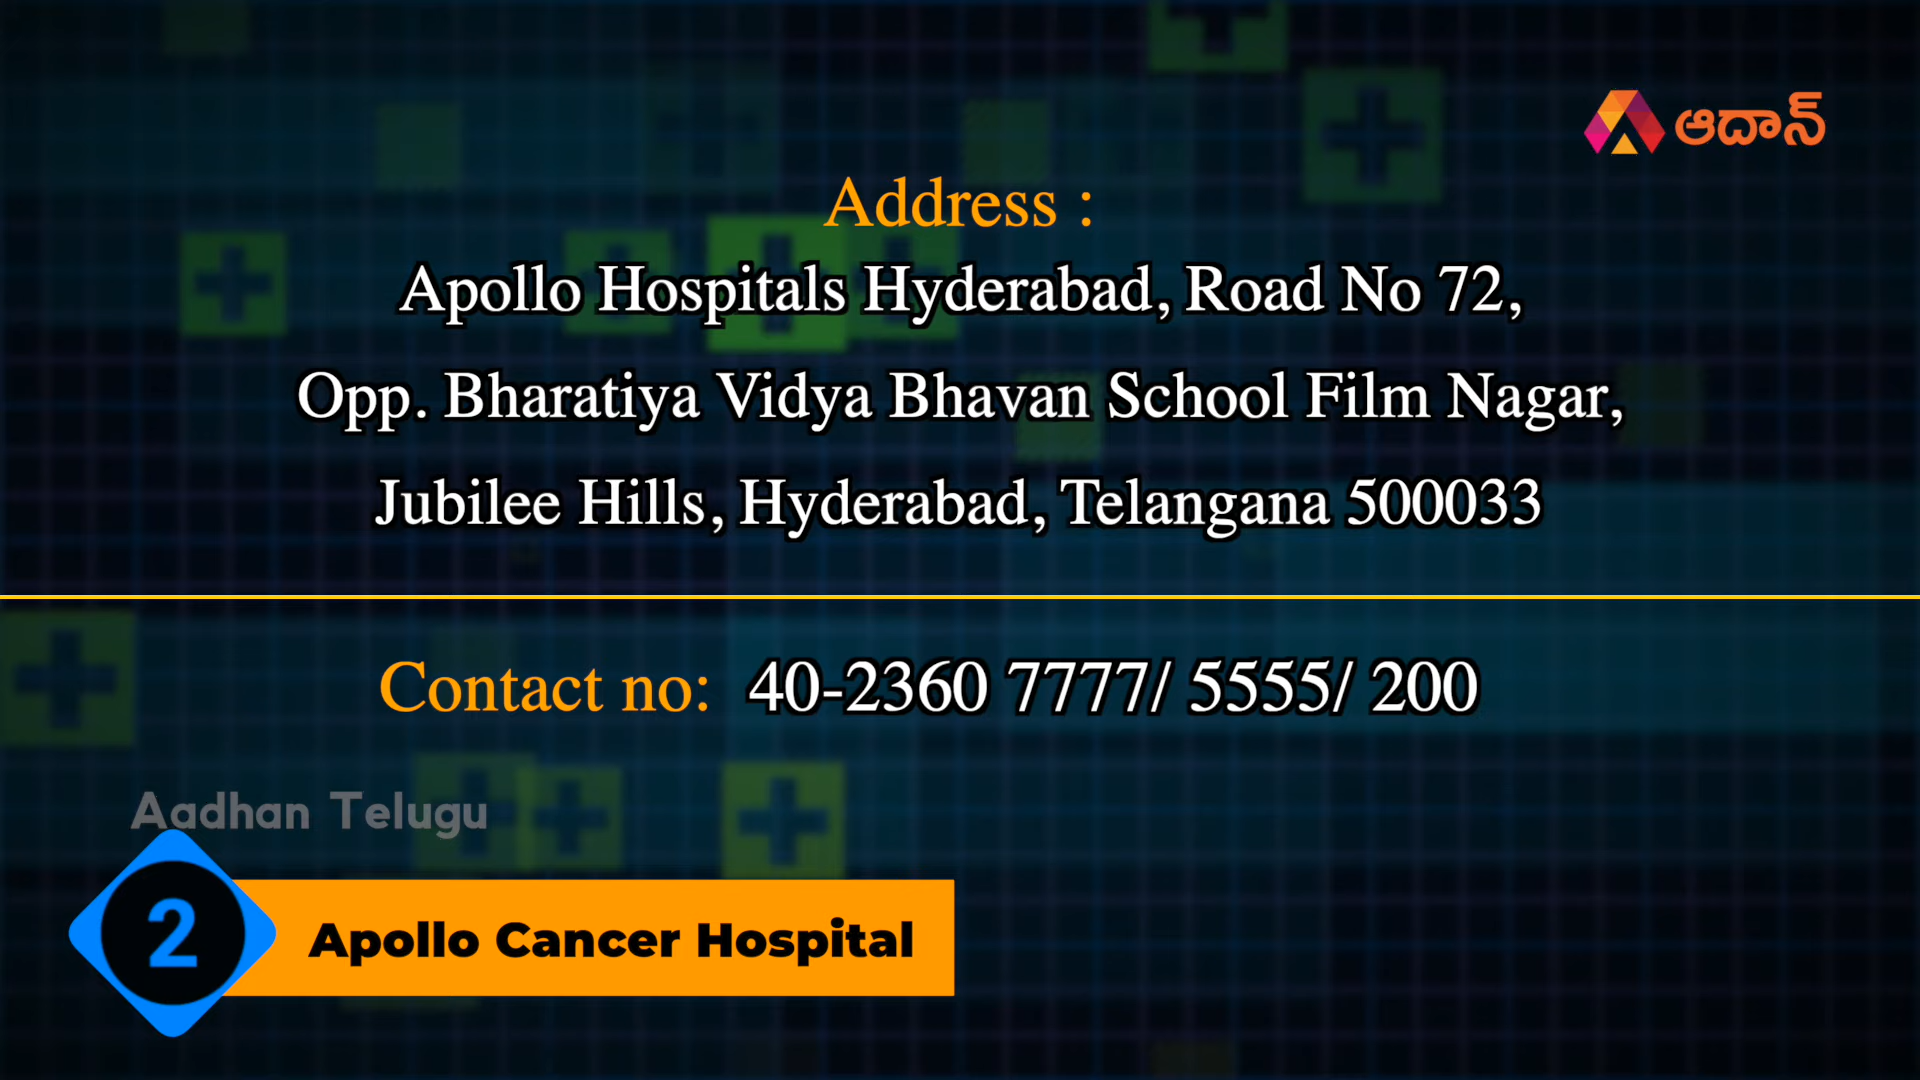 ఆదాన్
Address :
Apollo Hospitals Hyderabad, Road No 72,
Opp. Bharatiya Vidya Bhavan School Film Nagar,
Jubilee Hills, Hyderabad, Telangana 500033
Contact no: 40-2360 7777/ 5555/ 200
Aadhan Telugu
2
Apollo Cancer Hospital